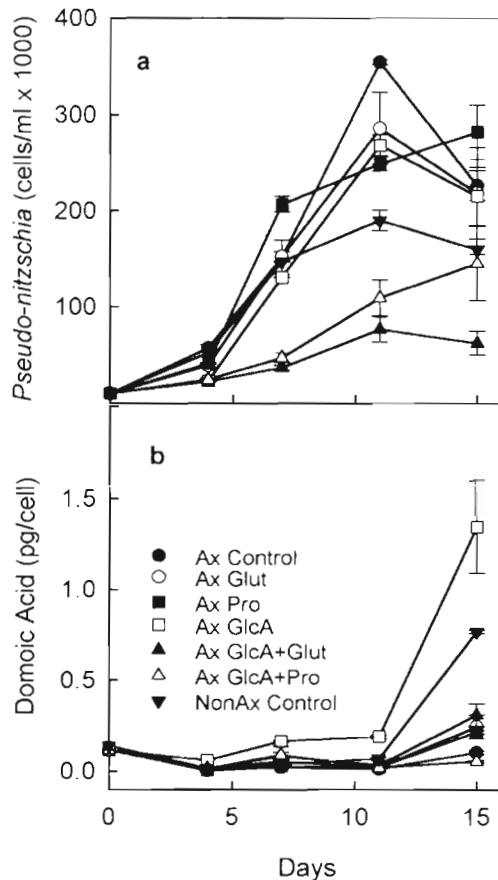 400
a
300
200
100
Pseudo-nitzschia (cells/ml x 1000)
b
1.5
1.0
0.5
0.0
Domoic Acid (pg/cell)
Ax Control
Ax Glut
Ax Pro
Ax GlcA
Ax GlcA+Glut
Ax GlcA+Pro
NonAx Control
0 5 10 15
Days